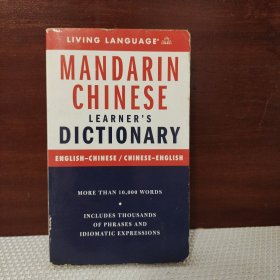 LIVING LANGUAGE®
MANDARIN
CHINESE
LEARNER'S
DICTIONARY
ENGLISH–CHINESE / CHINESE–ENGLISH
MORE THAN 10,000 WORDS
•
INCLUDES THOUSANDS
OF PHRASES AND
IDIOMATIC EXPRESSIONS